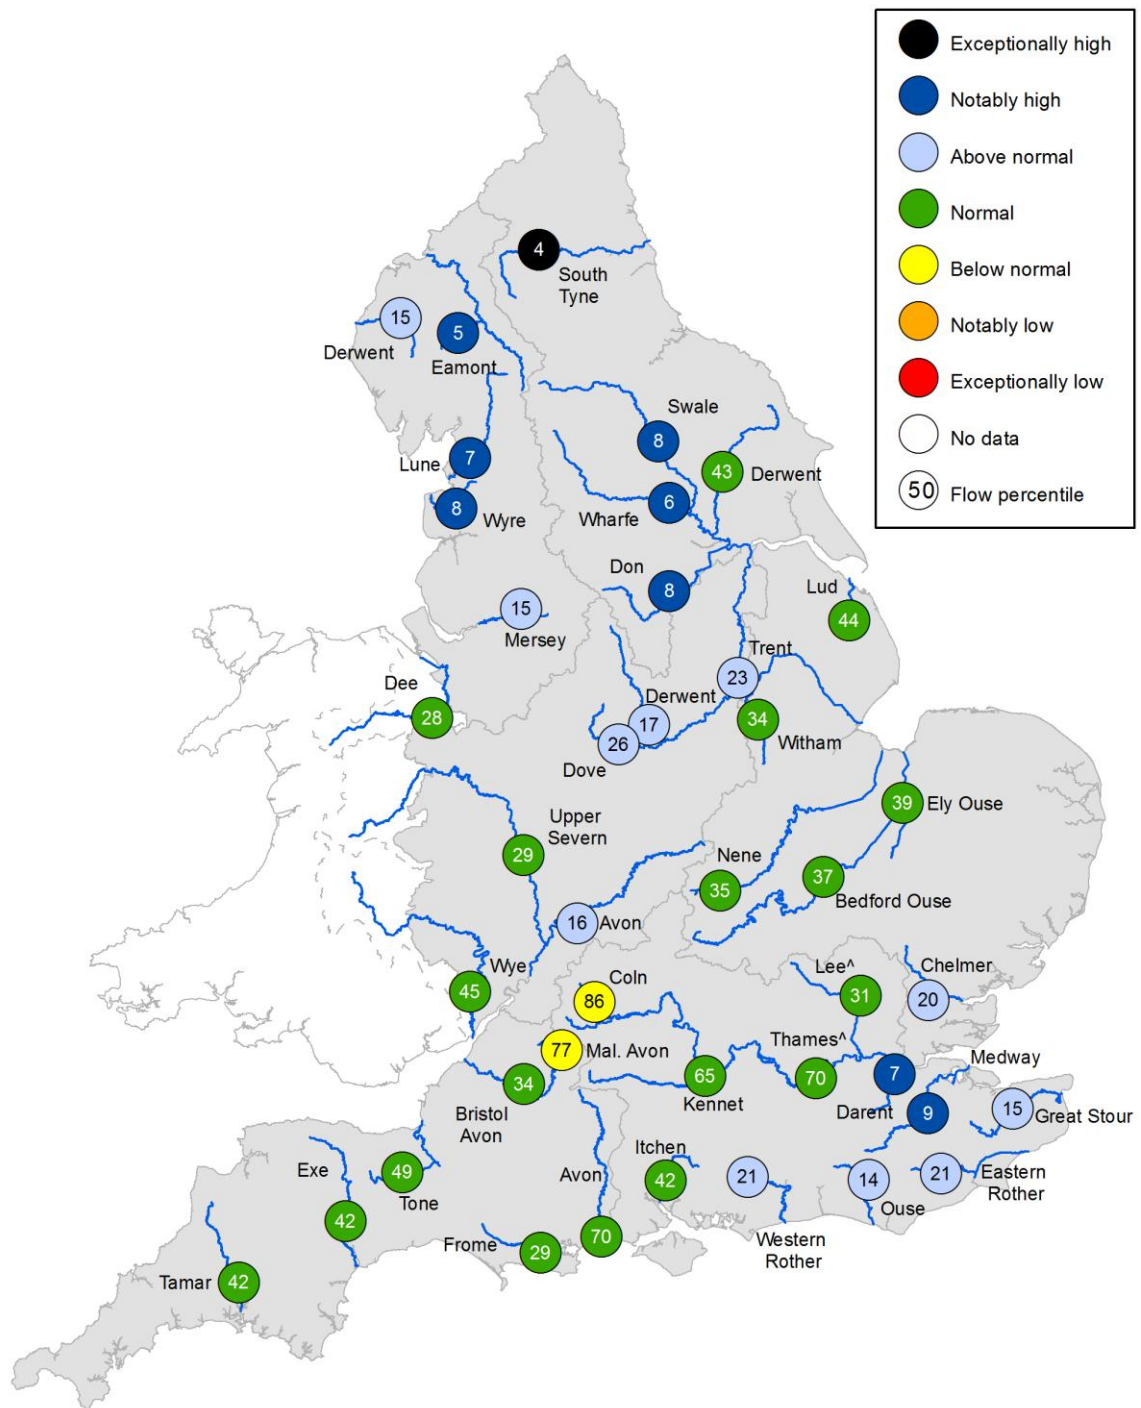 Exceptionally high
Notably high
Above normal
Normal
Below normal
Notably low
Exceptionally low
No data
50 Flow percentile
4
South
Tyne
15
Derwent
5
Eamont
Swale
8
43
Derwent
7
Lune
6
Wharfe
8
Wyre
Don
8
Lud
44
15
Mersey
Trent
23
Dee
28
Derwent
17
26
Dove
34
Witham
39
Ely Ouse
Upper
Severn
29
Nene
35
37
Bedford Ouse
16
Avon
Wye
45
Coln
86
Lee^
31
Chelmer
20
77
Mal. Avon
34
Bristol
Avon
65
Kennet
Thames^
70
7
Darent
Medway
9
15
Great Stour
Exe
42
49
Tone
Avon
70
Itchen
42
21
Western
Rother
14
Ouse
21
Eastern
Rother
Frome
29
Tamar
42